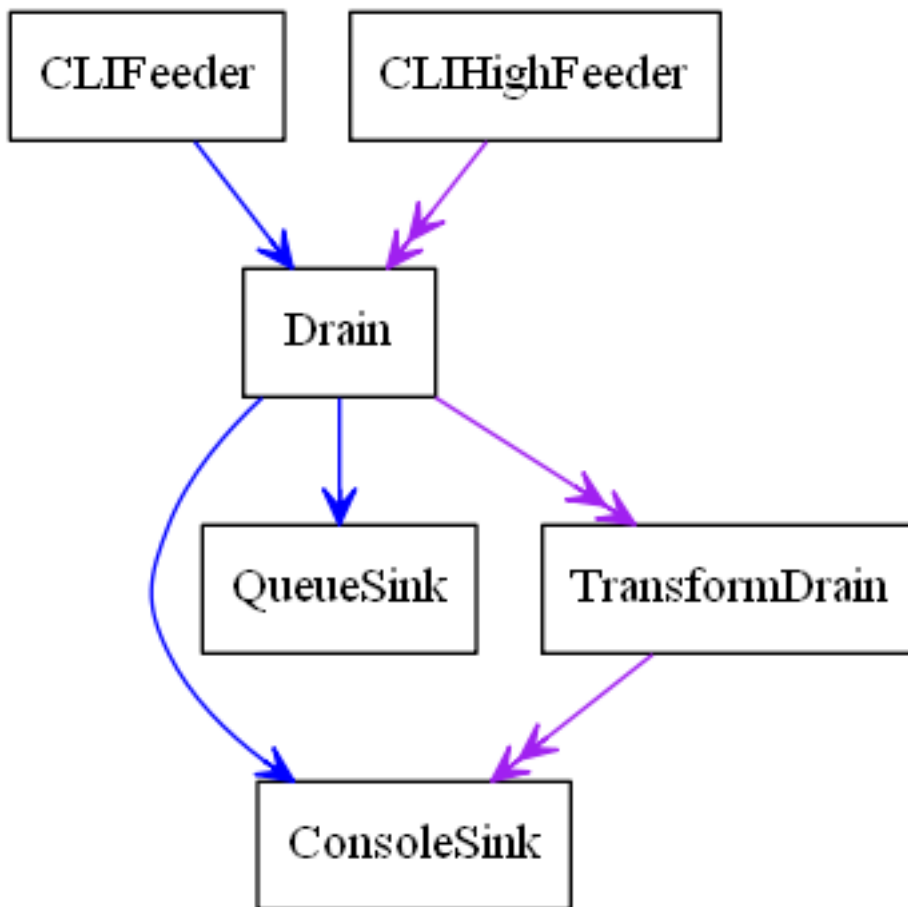 CLIFeeder
CLIHighFeeder
Drain
QueueSink
TransformDrain
ConsoleSink